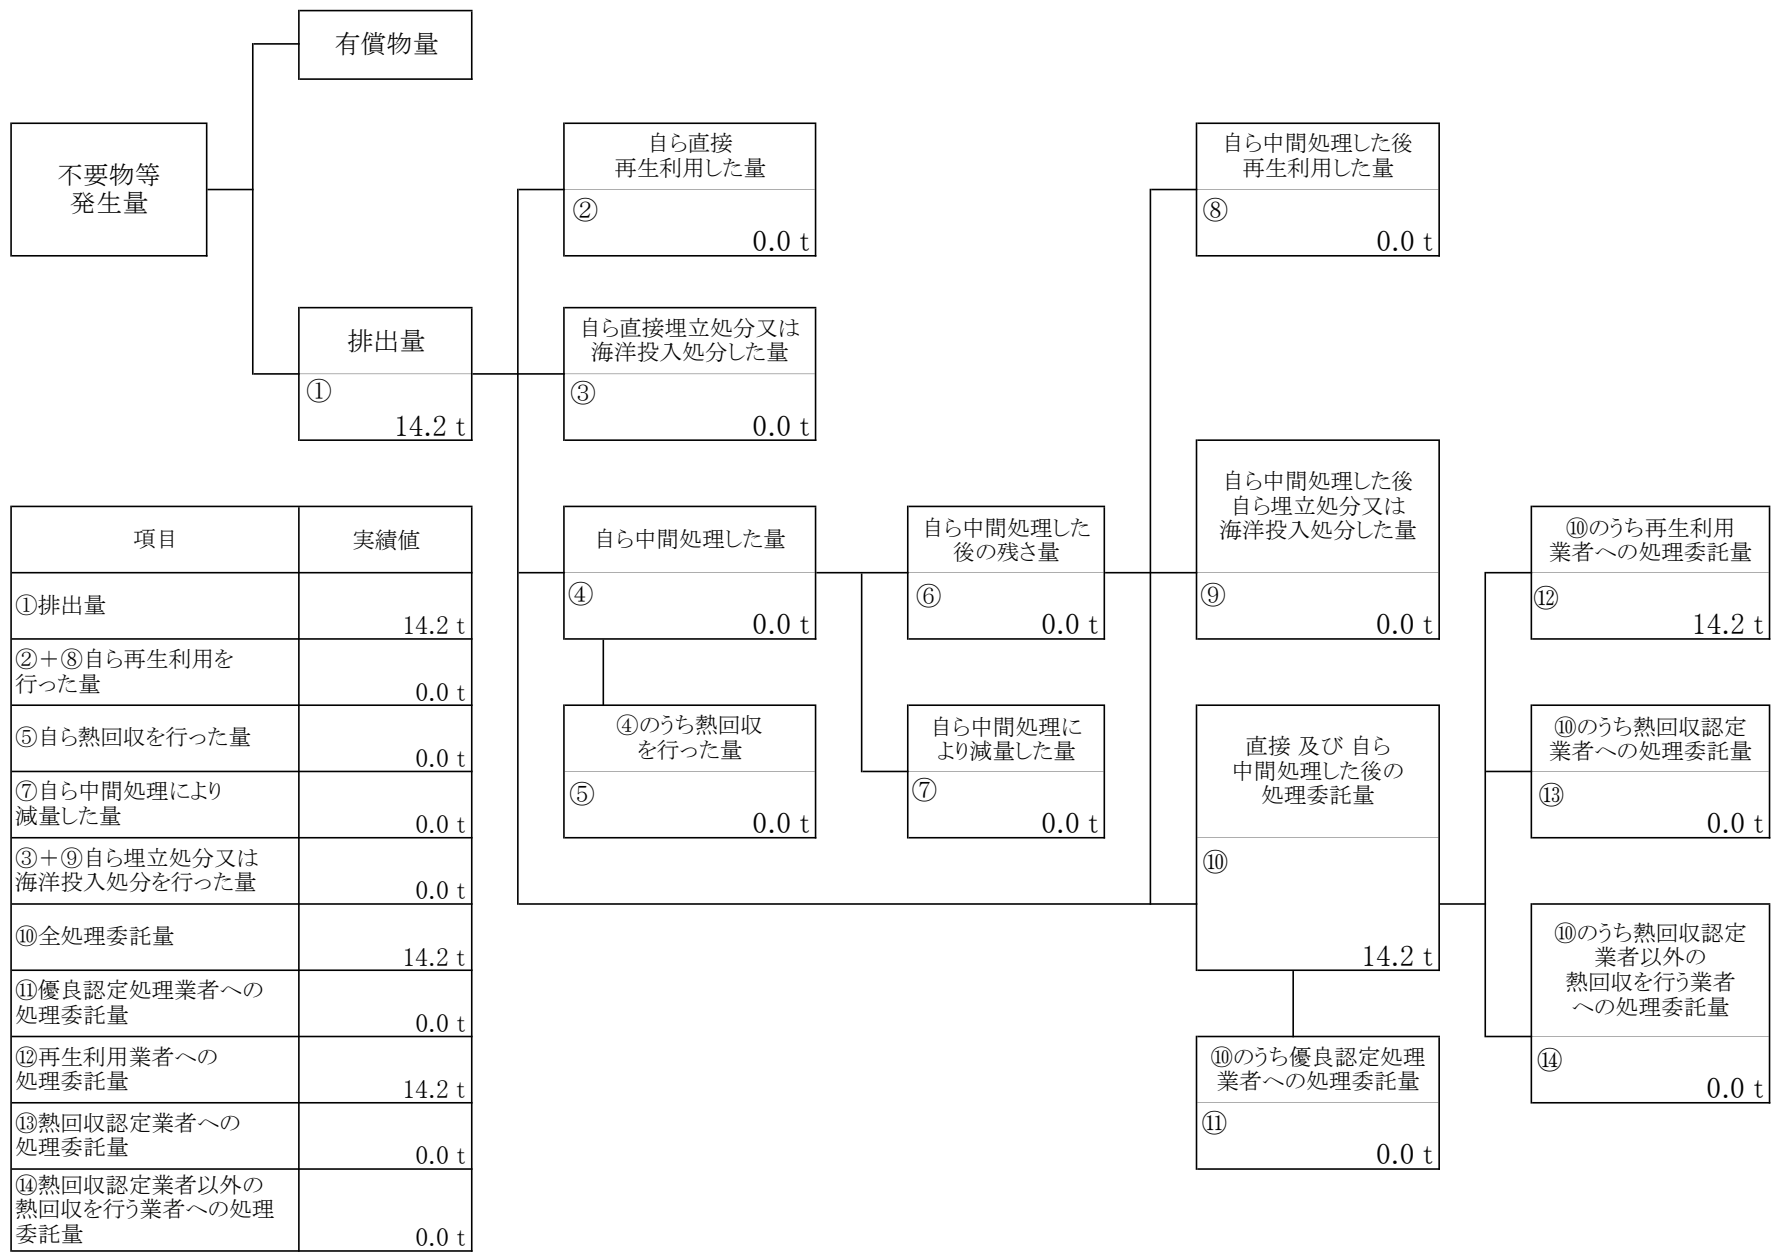 有償物量
不要物等
発生量
排出量
①
14.2 t
自ら直接
再生利用した量
②
0.0 t
自ら直接埋立処分又は
海洋投入処分した量
③
0.0 t
自ら中間処理した量
④
0.0 t
④のうち熱回収
を行った量
⑤
0.0 t
自ら中間処理した
後の残さ量
⑥
0.0 t
自ら中間処理に
より減量した量
⑦
0.0 t
自ら中間処理した後
再生利用した量
⑧
0.0 t
自ら中間処理した後
自ら埋立処分又は
海洋投入処分した量
⑨
0.0 t
直接 及び 自ら
中間処理した後の
処理委託量
⑩
14.2 t
⑩のうち優良認定処理
業者への処理委託量
⑪
0.0 t
⑩のうち再生利用
業者への処理委託量
⑫
14.2 t
⑩のうち熱回収認定
業者への処理委託量
⑬
0.0 t
⑩のうち熱回収認定
業者以外の
熱回収を行う業者
への処理委託量
⑭
0.0 t
項目 実績値
①排出量
14.2 t
②＋⑧自ら再生利用を
行った量
0.0 t
⑤自ら熱回収を行った量
0.0 t
⑦自ら中間処理により
減量した量
0.0 t
③＋⑨自ら埋立処分又は
海洋投入処分を行った量
0.0 t
⑩全処理委託量
14.2 t
⑪優良認定処理業者への
処理委託量
0.0 t
⑫再生利用業者への
処理委託量
14.2 t
⑬熱回収認定業者への
処理委託量
0.0 t
⑭熱回収認定業者以外の
熱回収を行う業者への処理
委託量
0.0 t